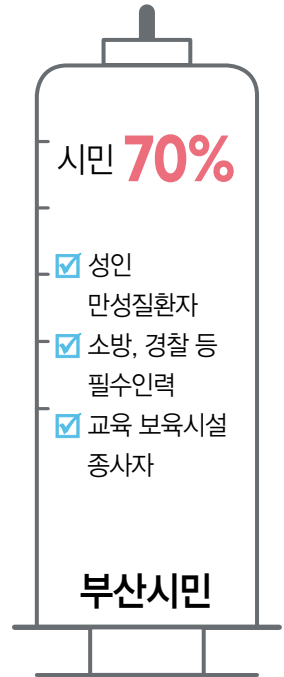 시민 70%
성인
만성질환자
소방, 경찰 등
필수인력
교육 보육시설
종사자
부산시민